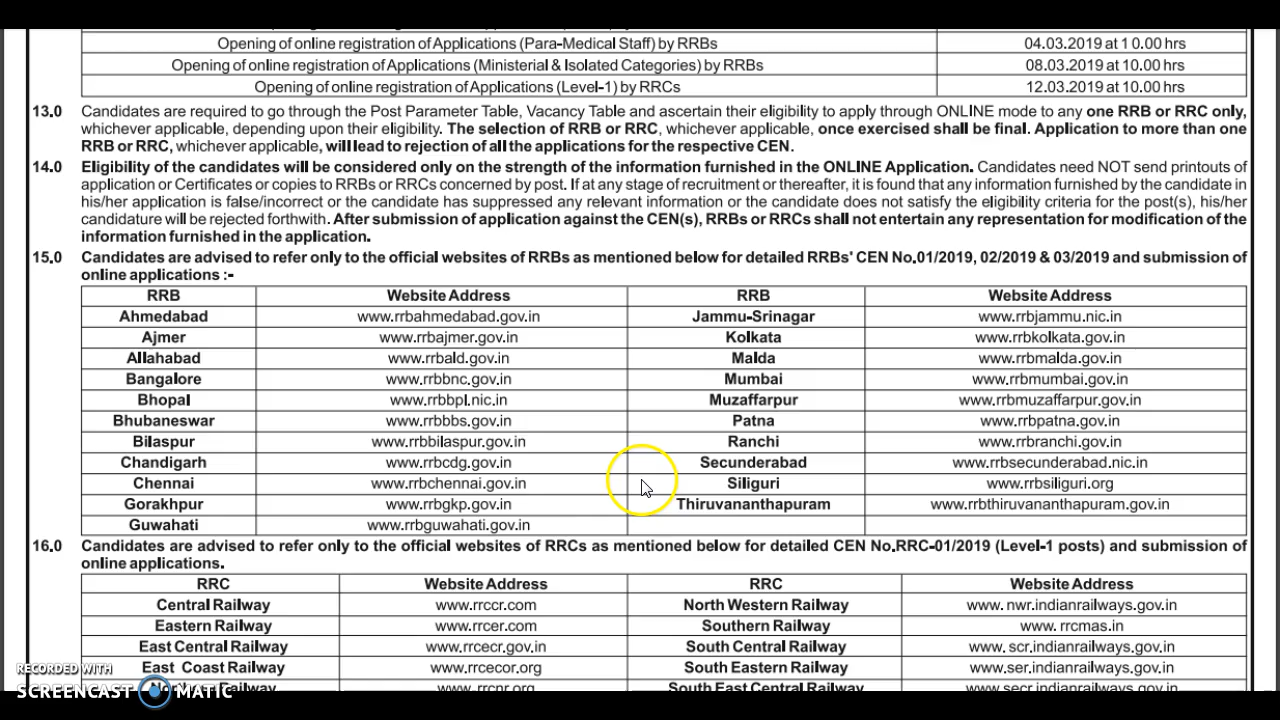 Opening of online registration of Applications (Para-Medical Staff) by RRBs 04.03.2019 at 1 0.00 hrs
Opening of online registration of Applications (Ministerial & Isolated Categories) by RRBs 08.03.2019 at 10.00 hrs
Opening of online registration of Applications (Level-1) by RRCs 12.03.2019 at 10.00 hrs
13.0 Candidates are required to go through the Post Parameter Table, Vacancy Table and ascertain their eligibility to apply through ONLINE mode to any one RRB or RRC only,
whichever applicable, depending upon their eligibility. The selection of RRB or RRC, whichever applicable, once exercised shall be final. Application to more than one
RRB or RRC, whichever applicable, will lead to rejection of all the applications for the respective CEN.
14.0 Eligibility of the candidates will be considered only on the strength of the information furnished in the ONLINE Application. Candidates need NOT send printouts of
application or Certificates or copies to RRBs or RRCs concerned by post. If at any stage of recruitment or thereafter, it is found that any information furnished by the candidate in
his/her application is false/incorrect or the candidate has suppressed any relevant information or the candidate does not satisfy the eligibility criteria for the post(s), his/her
candidature will be rejected forthwith. After submission of application against the CEN(s), RRBs or RRCs shall not entertain any representation for modification of the
information furnished in the application.
15.0 Candidates are advised to refer only to the official websites of RRBs as mentioned below for detailed RRBs' CEN No.01/2019, 02/2019 & 03/2019 and submission of
online applications :-
RRB Website Address RRB Website Address
Ahmedabad www.rrbahmedabad.gov.in Jammu-Srinagar www.rrbjammu.nic.in
Ajmer www.rrbajmer.gov.in Kolkata www.rrbkolkata.gov.in
Allahabad www.rrbald.gov.in Malda www.rrbmalda.gov.in
Bangalore www.rrbbnc.gov.in Mumbai www.rrbmumbai.gov.in
Bhopal www.rrbbpl.nic.in Muzaffarpur www.rrbmuzaffarpur.gov.in
Bhubaneswar www.rrbbbs.gov.in Patna www.rrbpatna.gov.in
Bilaspur www.rrbbilaspur.gov.in Ranchi www.rrbranchi.gov.in
Chandigarh www.rrbcdg.gov.in Secunderabad www.rrbsecunderabad.nic.in
Chennai www.rrbchennai.gov.in Siliguri www.rrbsiliguri.org
Gorakhpur www.rrbgkp.gov.in Thiruvananthapuram www.rrbthiruvananthapuram.gov.in
Guwahati www.rrbguwahati.gov.in
16.0 Candidates are advised to refer only to the official websites of RRCs as mentioned below for detailed CEN No.RRC-01/2019 (Level-1 posts) and submission of
online applications.
RRC Website Address RRC Website Address
Central Railway www.rrccr.com North Western Railway www. nwr.indianrailways.gov.in
Eastern Railway www.rrcer.com Southern Railway www. rrcmas.in
East Central Railway www.rrcecr.gov.in South Central Railway www. scr.indianrailways.gov.in
East Coast Railway www.rrcecor.org South Eastern Railway www.ser.indianrailways.gov.in
Railway www. rrcnr.org South East Central Railway www. secr.indianrailways.gov.in
RECORDED WITH
SCREENCAST MATIC